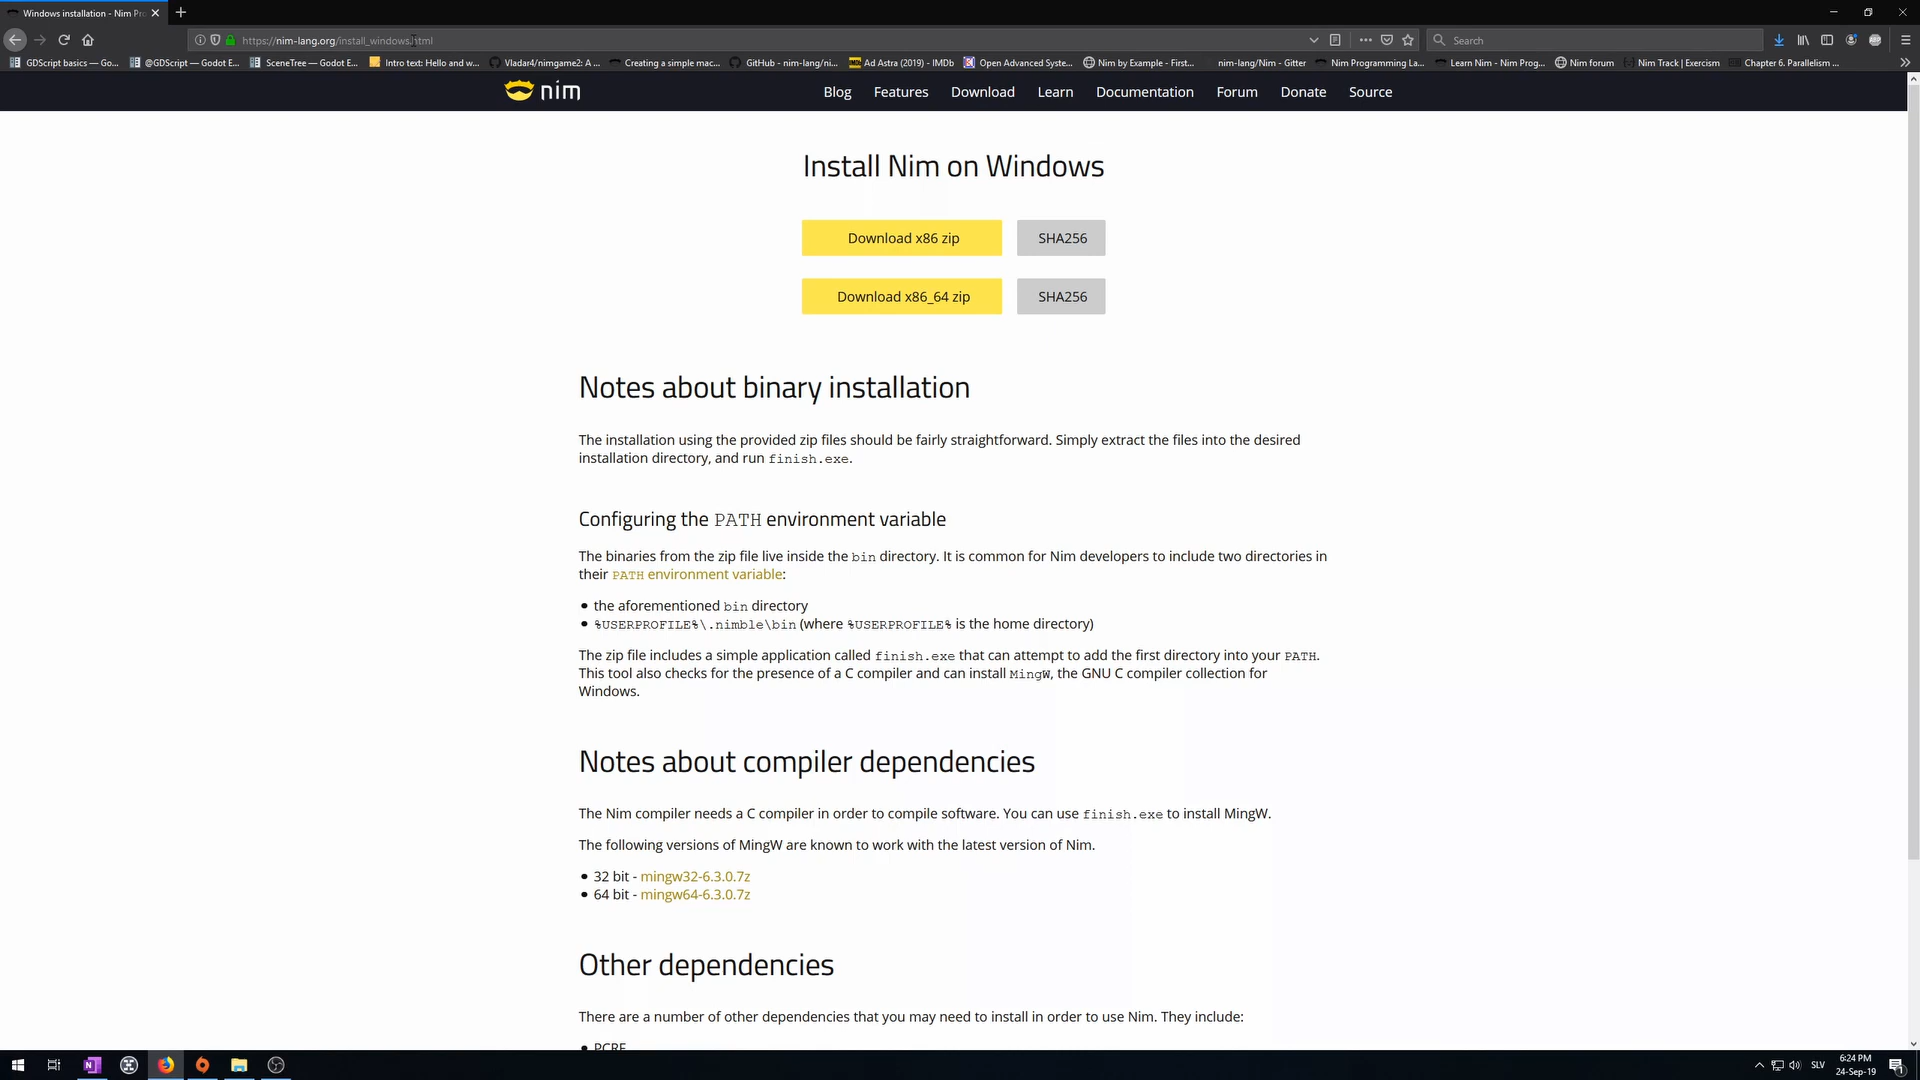 Windows installation - Nim Pro
https://nim-lang.org/install_windows.html
Search
GDScript basics — Go...
@GDScript — Godot E...
SceneTree — Godot E...
Intro text: Hello and w...
Vladar4/nimgame2: A ...
Creating a simple mac...
GitHub - nim-lang/ni...
Ad Astra (2019) - IMDb
Open Advanced Syste...
Nim by Example - First...
nim-lang/Nim - Gitter
Nim Programming La...
Learn Nim - Nim Prog...
Nim forum
Nim Track | Exercism
Chapter 6. Parallelism ...
nim
Blog
Features
Download
Learn
Documentation
Forum
Donate
Source
Install Nim on Windows
Download x86 zip
SHA256
Download x86_64 zip
SHA256
Notes about binary installation
The installation using the provided zip files should be fairly straightforward. Simply extract the files into the desired
installation directory, and run finish.exe.
Configuring the PATH environment variable
The binaries from the zip file live inside the bin directory. It is common for Nim developers to include two directories in
their PATH environment variable:
• the aforementioned bin directory
• %USERPROFILE%\.nimble\bin (where %USERPROFILE% is the home directory)
The zip file includes a simple application called finish.exe that can attempt to add the first directory into your PATH.
This tool also checks for the presence of a C compiler and can install MingW, the GNU C compiler collection for
Windows.
Notes about compiler dependencies
The Nim compiler needs a C compiler in order to compile software. You can use finish.exe to install MingW.
The following versions of MingW are known to work with the latest version of Nim.
• 32 bit - mingw32-6.3.0.7z
• 64 bit - mingw64-6.3.0.7z
Other dependencies
There are a number of other dependencies that you may need to install in order to use Nim. They include:
• PCRE
SLV
6:24 PM
24-Sep-19